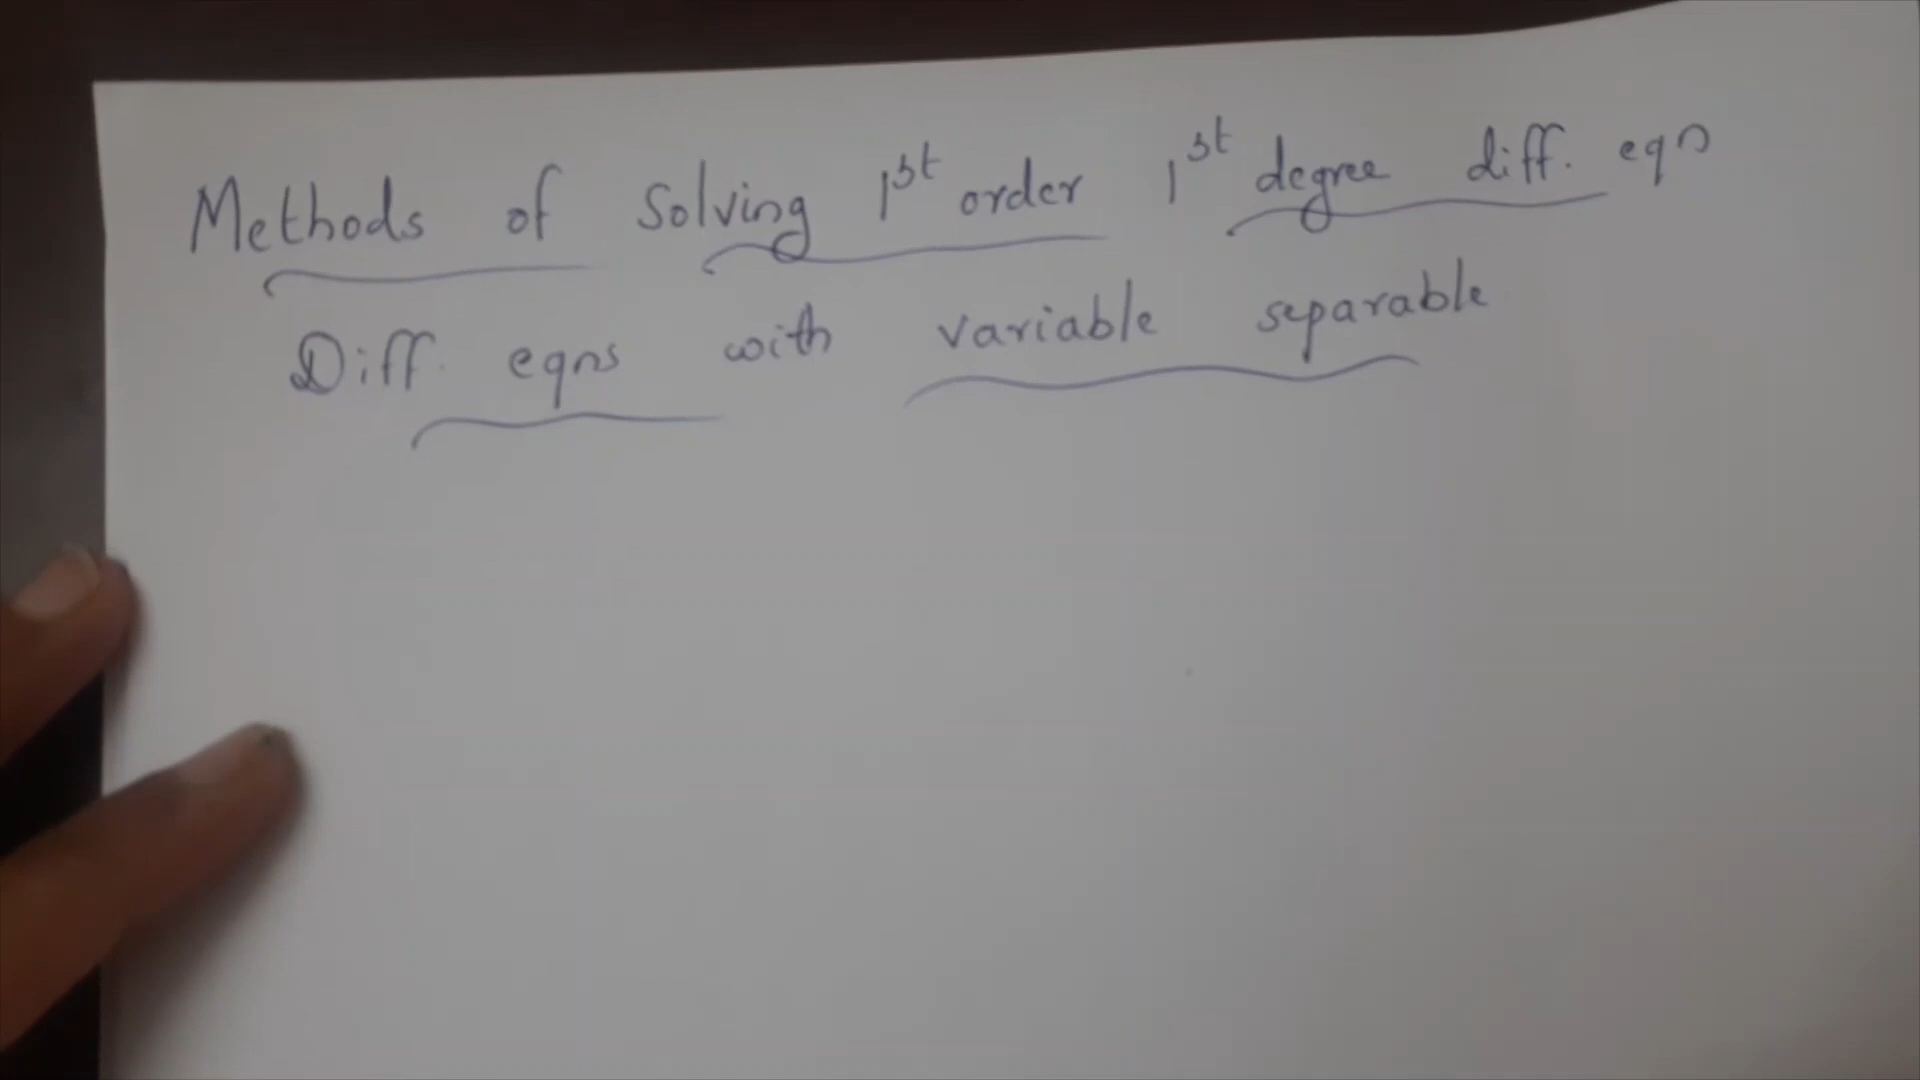 Methods of Solving 1st order 1st degree diff. eqn
Diff. eqns with variable separable